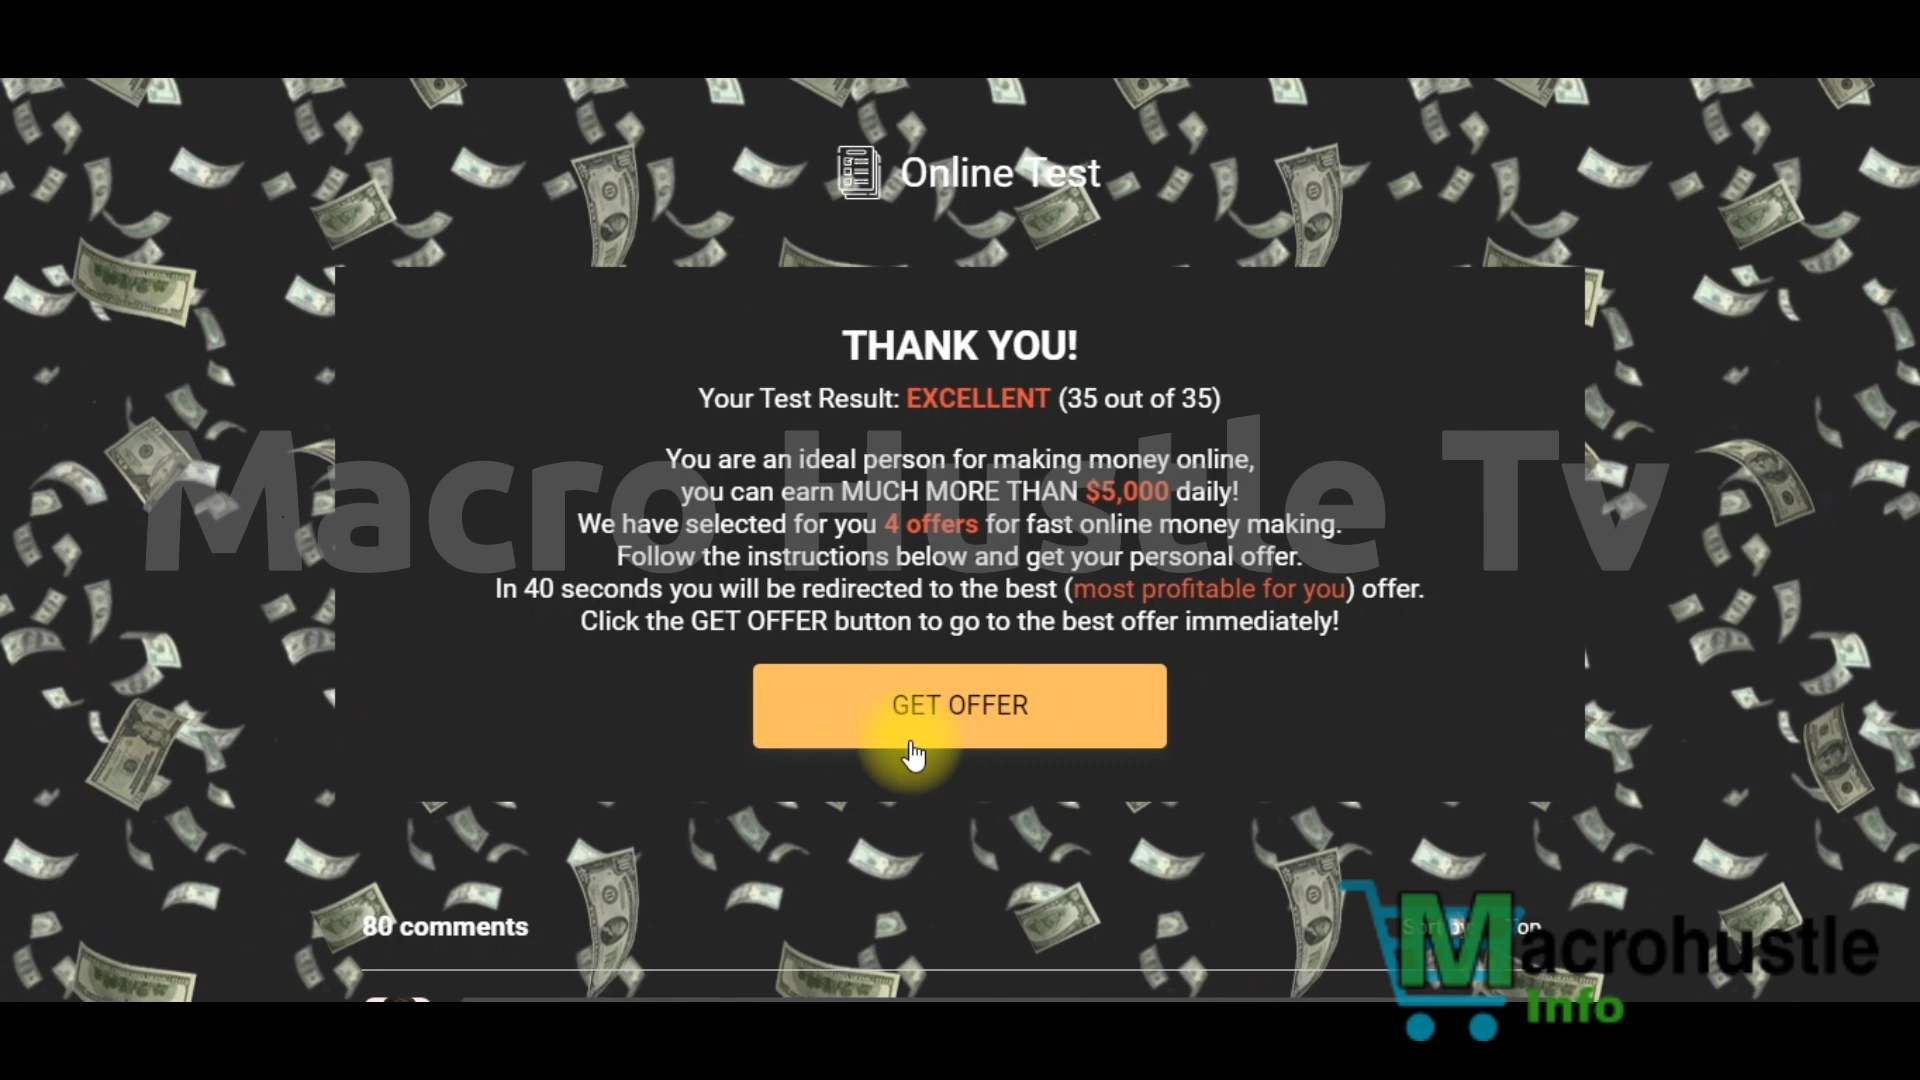 Online Test
THANK YOU!
Your Test Result: EXCELLENT (35 out of 35)
Macro Hustle Tv
You are an ideal person for making money online,
you can earn MUCH MORE THAN $5,000 daily!
We have selected for you 4 offers for fast online money making.
Follow the instructions below and get your personal offer.
In 40 seconds you will be redirected to the best (most profitable for you) offer.
Click the GET OFFER button to go to the best offer immediately!
GET OFFER
80 comments
Sort by Top
Macrohustle
Info